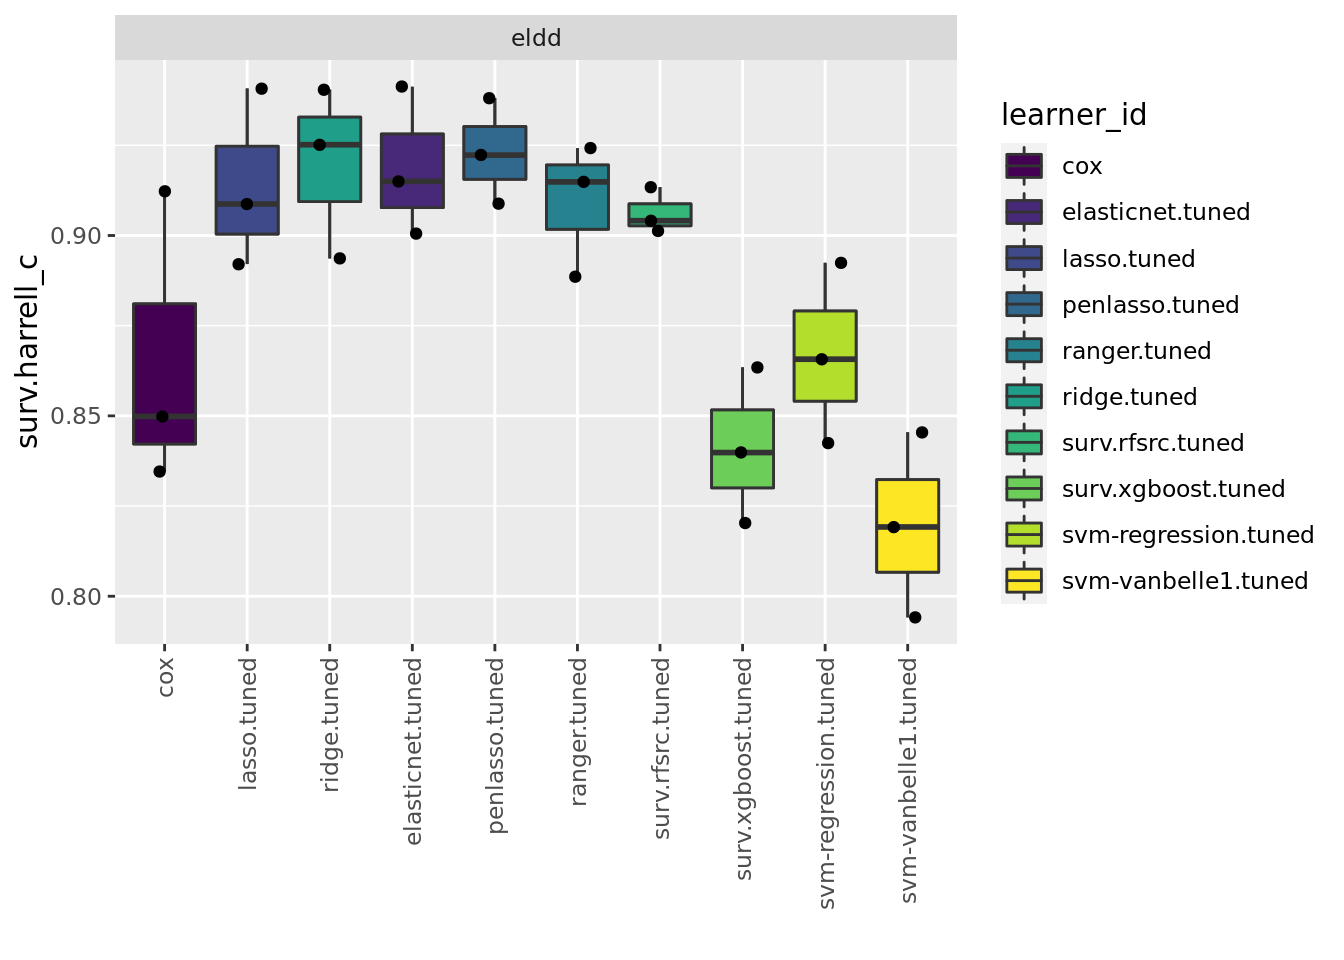 eldd
surv.harrell_c
0.90
0.85
0.80
cox
lasso.tuned
ridge.tuned
elasticnet.tuned
penlasso.tuned
ranger.tuned
surv.rfsrc.tuned
surv.xgboost.tuned
svm-regression.tuned
svm-vanbelle1.tuned
learner_id
cox
elasticnet.tuned
lasso.tuned
penlasso.tuned
ranger.tuned
ridge.tuned
surv.rfsrc.tuned
surv.xgboost.tuned
svm-regression.tuned
svm-vanbelle1.tuned